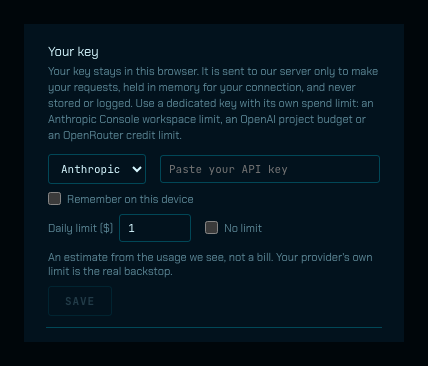 Your key
Your key stays in this browser. It is sent to our server only to make
your requests, held in memory for your connection, and never
stored or logged. Use a dedicated key with its own spend limit: an
Anthropic Console workspace limit, an OpenAI project budget or
an OpenRouter credit limit.
Anthropic Paste your API key
Remember on this device
Daily limit ($) 1 No limit
An estimate from the usage we see, not a bill. Your provider's own
limit is the real backstop.
SAVE